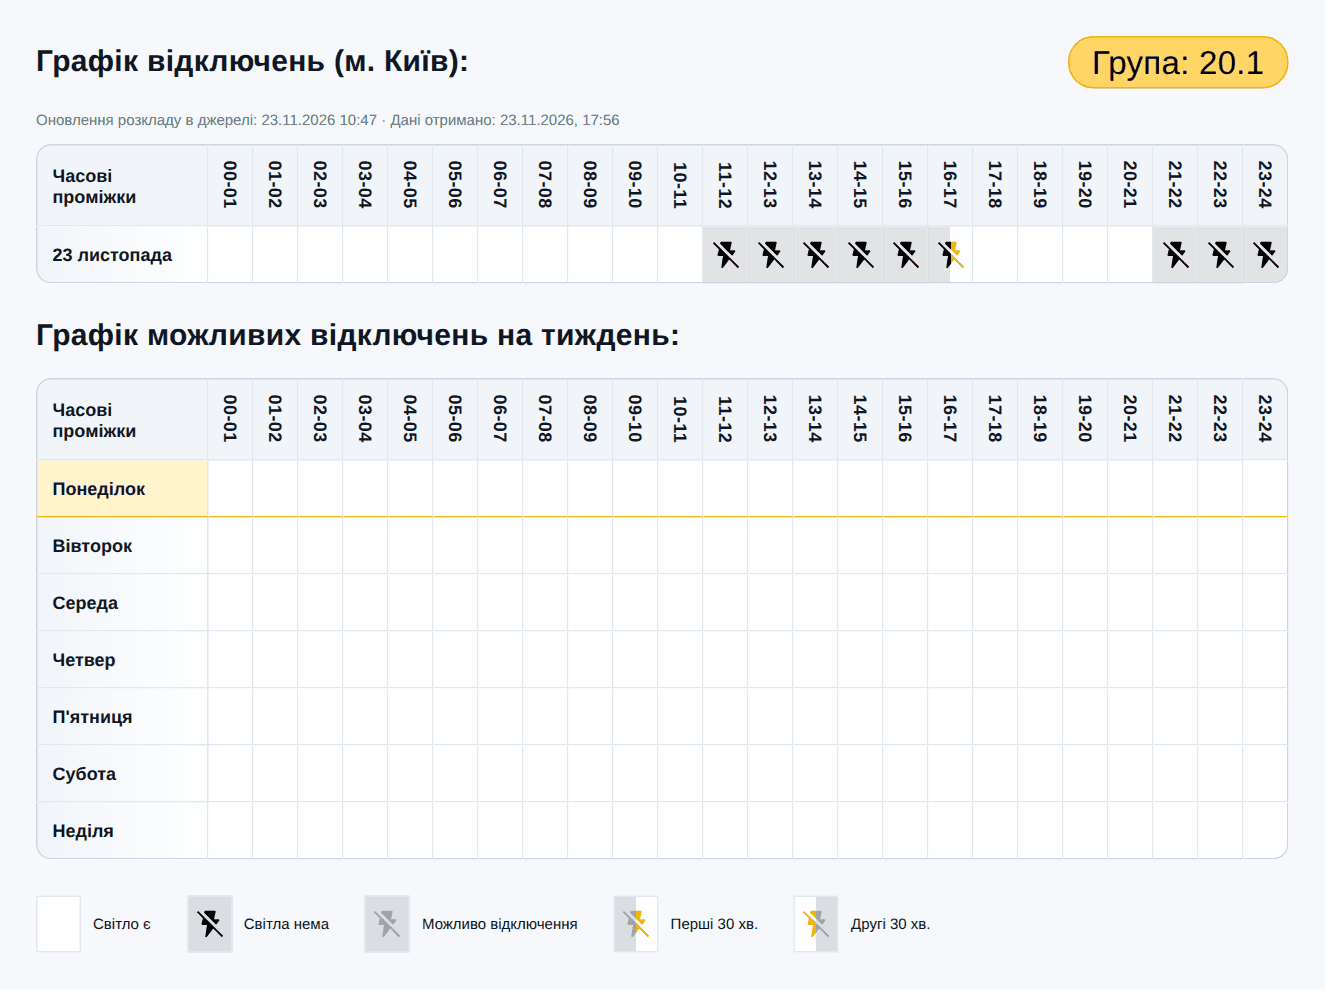 Графік відключень (м. Київ):
Група: 20.1
Оновлення розкладу в джерелі: 23.11.2026 10:47 · Дані отримано: 23.11.2026, 17:56
Часові проміжки 00-01 01-02 02-03 03-04 04-05 05-06 06-07 07-08 08-09 09-10 10-11 11-12 12-13 13-14 14-15 15-16 16-17 17-18 18-19 19-20 20-21 21-22 22-23 23-24
23 листопада
Графік можливих відключень на тиждень:
Часові проміжки 00-01 01-02 02-03 03-04 04-05 05-06 06-07 07-08 08-09 09-10 10-11 11-12 12-13 13-14 14-15 15-16 16-17 17-18 18-19 19-20 20-21 21-22 22-23 23-24
Понеділок
Вівторок
Середа
Четвер
П'ятниця
Субота
Неділя
Світло є Світла нема Можливо відключення Перші 30 хв. Другі 30 хв.